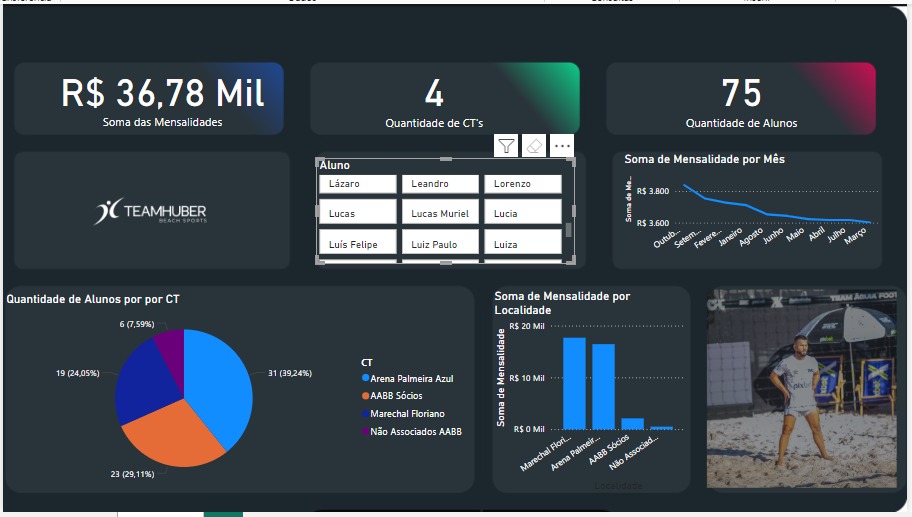 R$ 36,78 Mil
Soma das Mensalidades
4
Quantidade de CT's
75
Quantidade de Alunos
TEAMHUBER
BEACH SPORTS
Aluno
Lázaro
Leandro
Lorenzo
Lucas
Lucas Muriel
Lucia
Luís Felipe
Luiz Paulo
Luiza
Soma de Mensalidade por Mês
Soma de Me...
R$ 3.800
R$ 3.600
Outub...
Setem...
Fevere...
Janeiro
Agosto
Junho
Maio
Abril
Julho
Março
Quantidade de Alunos por por CT
6 (7,59%)
19 (24,05%)
31 (39,24%)
23 (29,11%)
CT
Arena Palmeira Azul
AABB Sócios
Marechal Floriano
Não Associados AABB
Soma de Mensalidade por
Localidade
Soma de Mensalidade
R$ 20 Mil
R$ 10 Mil
R$ 0 Mil
Marechal Flori...
Arena Palmeir...
AABB Sócios
Não Associad...
Localidade
TEAM ÁGUIA FOOT